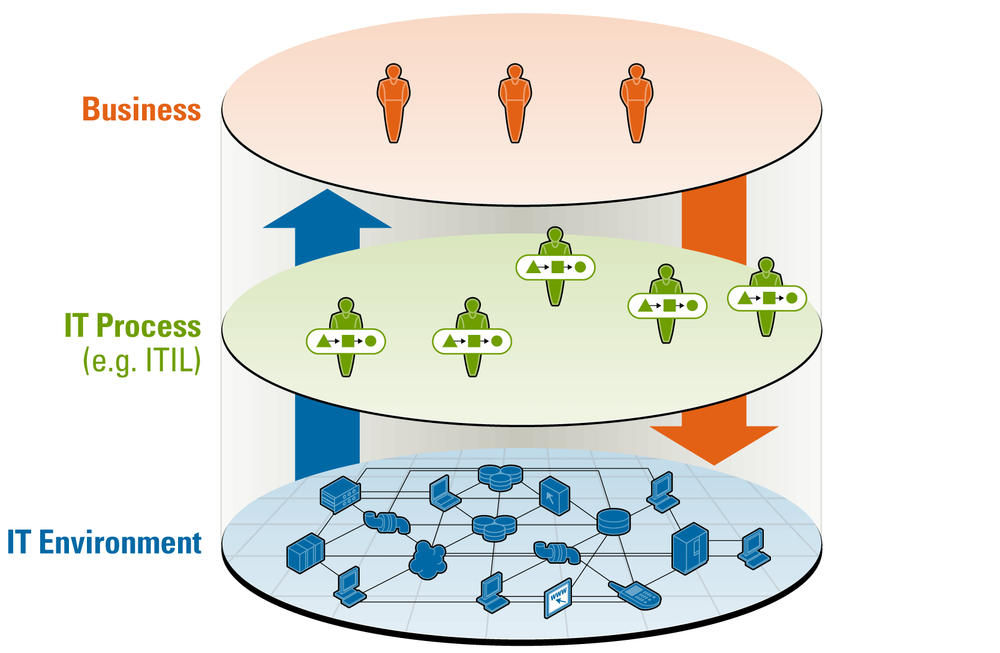 Business
IT Process
(e.g. ITIL)
IT Environment
www